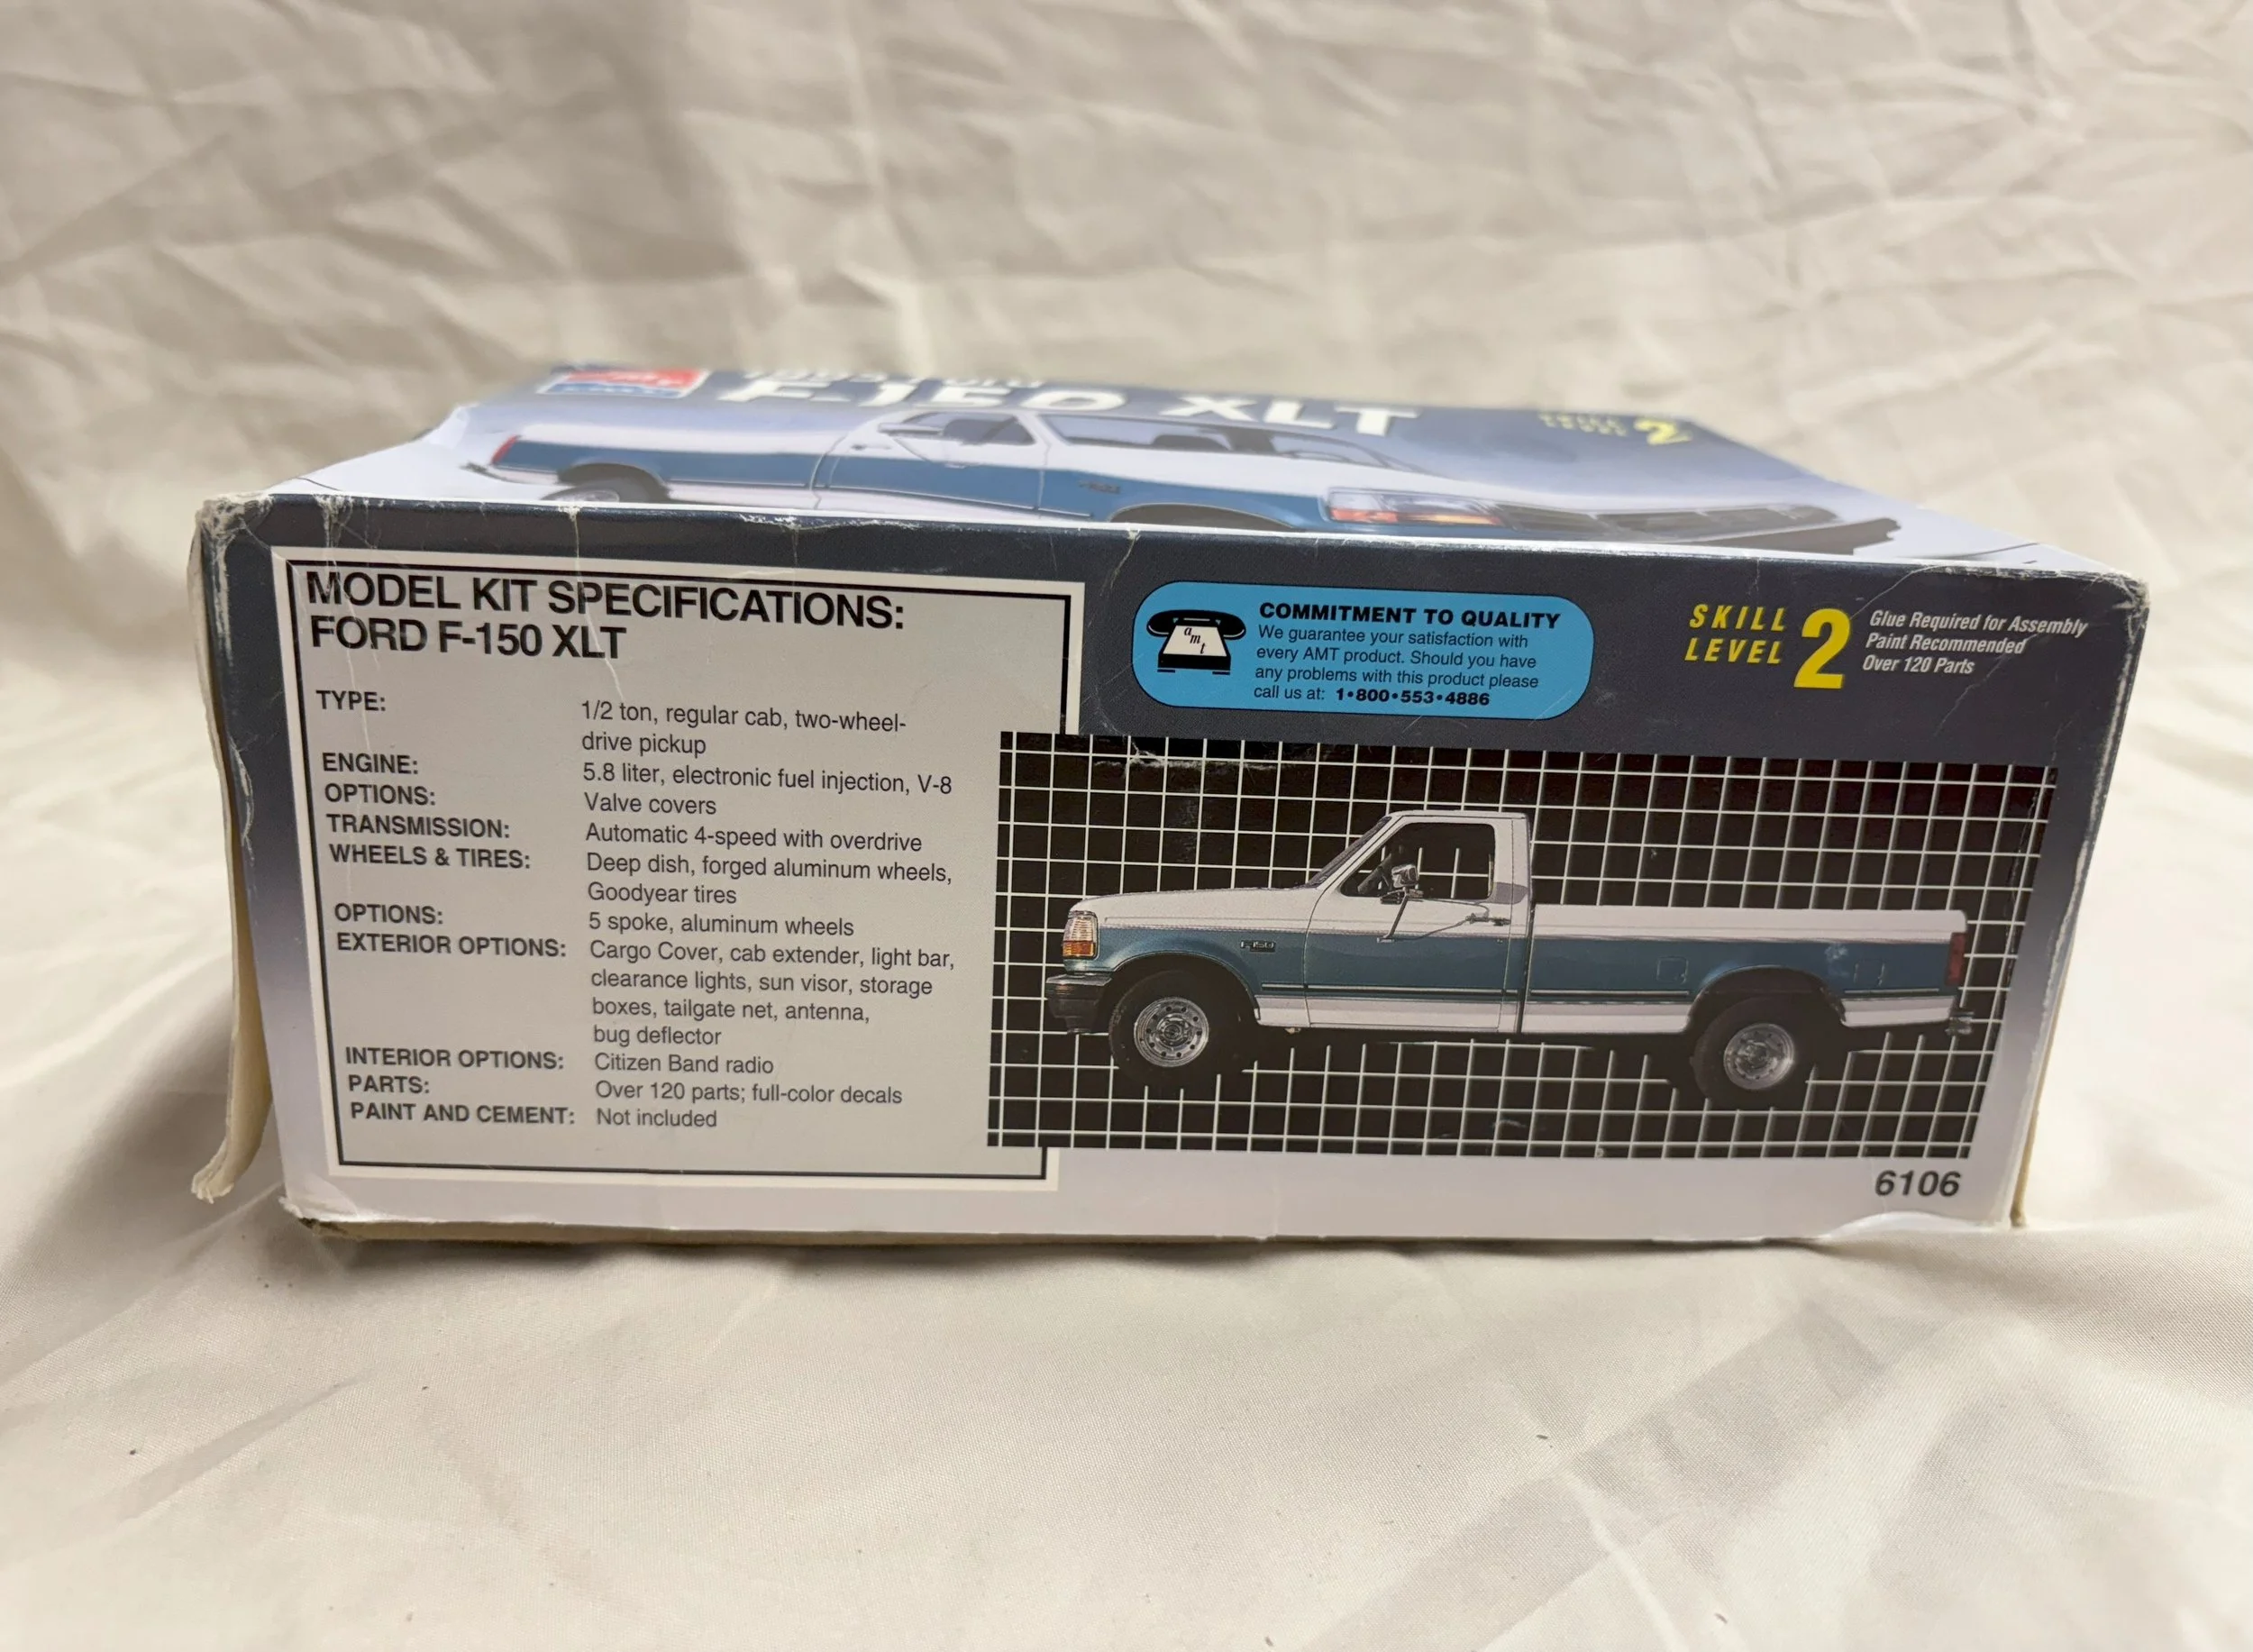 F-150 XLT
SKILL
LEVEL 2
MODEL KIT SPECIFICATIONS:
FORD F-150 XLT
TYPE: 1/2 ton, regular cab, two-wheel-
drive pickup
ENGINE: 5.8 liter, electronic fuel injection, V-8
OPTIONS: Valve covers
TRANSMISSION: Automatic 4-speed with overdrive
WHEELS & TIRES: Deep dish, forged aluminum wheels,
Goodyear tires
OPTIONS: 5 spoke, aluminum wheels
EXTERIOR OPTIONS: Cargo Cover, cab extender, light bar,
clearance lights, sun visor, storage
boxes, tailgate net, antenna,
bug deflector
INTERIOR OPTIONS: Citizen Band radio
PARTS: Over 120 parts; full-color decals
PAINT AND CEMENT: Not included
amt
COMMITMENT TO QUALITY
We guarantee your satisfaction with
every AMT product. Should you have
any problems with this product please
call us at: 1•800•553•4886
SKILL
LEVEL 2
Glue Required for Assembly
Paint Recommended
Over 120 Parts
F-150
6106